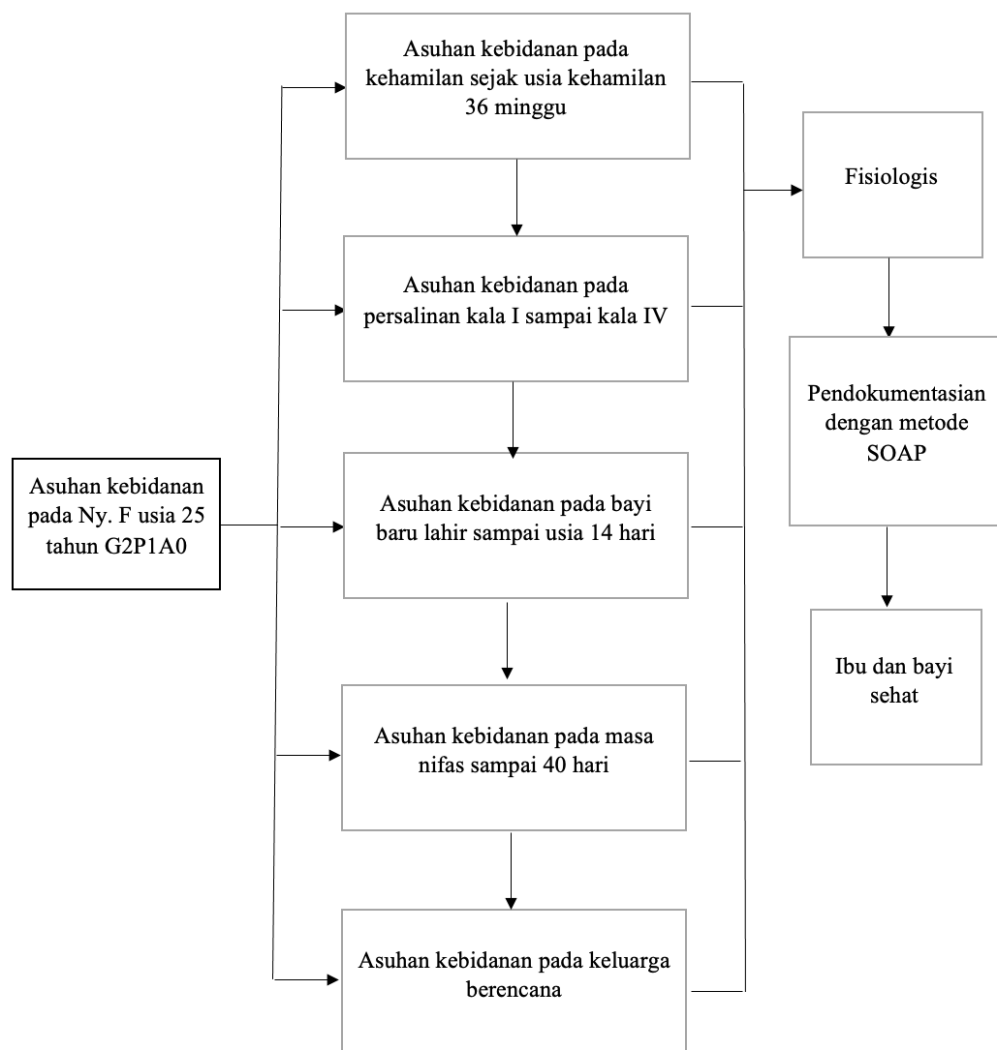 Asuhan kebidanan
pada Ny. F usia 25
tahun G2P1A0
Asuhan kebidanan pada
kehamilan sejak usia kehamilan
36 minggu
Asuhan kebidanan pada
persalinan kala I sampai kala IV
Asuhan kebidanan pada bayi
baru lahir sampai usia 14 hari
Asuhan kebidanan pada masa
nifas sampai 40 hari
Asuhan kebidanan pada keluarga
berencana
Fisiologis
Pendokumentasian
dengan metode
SOAP
Ibu dan bayi
sehat